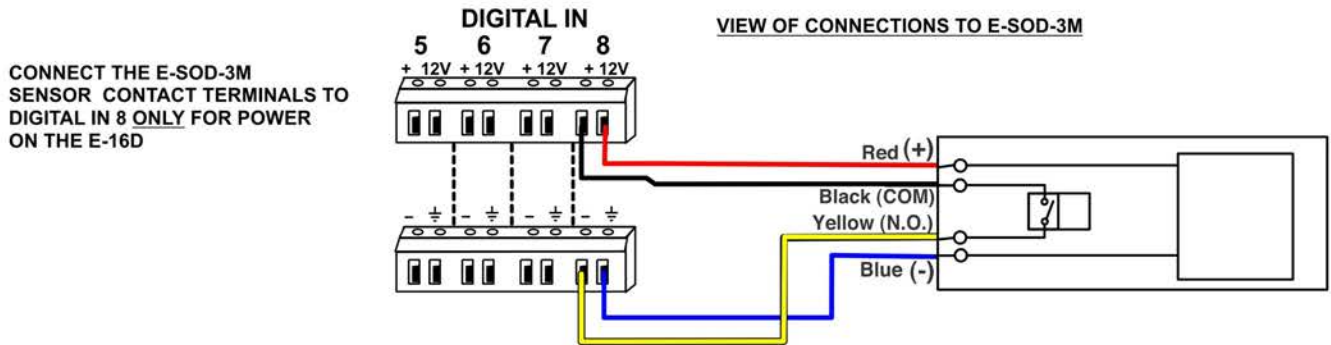 DIGITAL IN
VIEW OF CONNECTIONS TO E-SOD-3M
5 6 7 8
+ 12V + 12V + 12V + 12V
CONNECT THE E-SOD-3M
SENSOR CONTACT TERMINALS TO
DIGITAL IN 8 ONLY FOR POWER
ON THE E-16D
Red (+)
Black (COM)
Yellow (N.O.)
Blue (-)
- ⏚ - ⏚ - ⏚ - ⏚